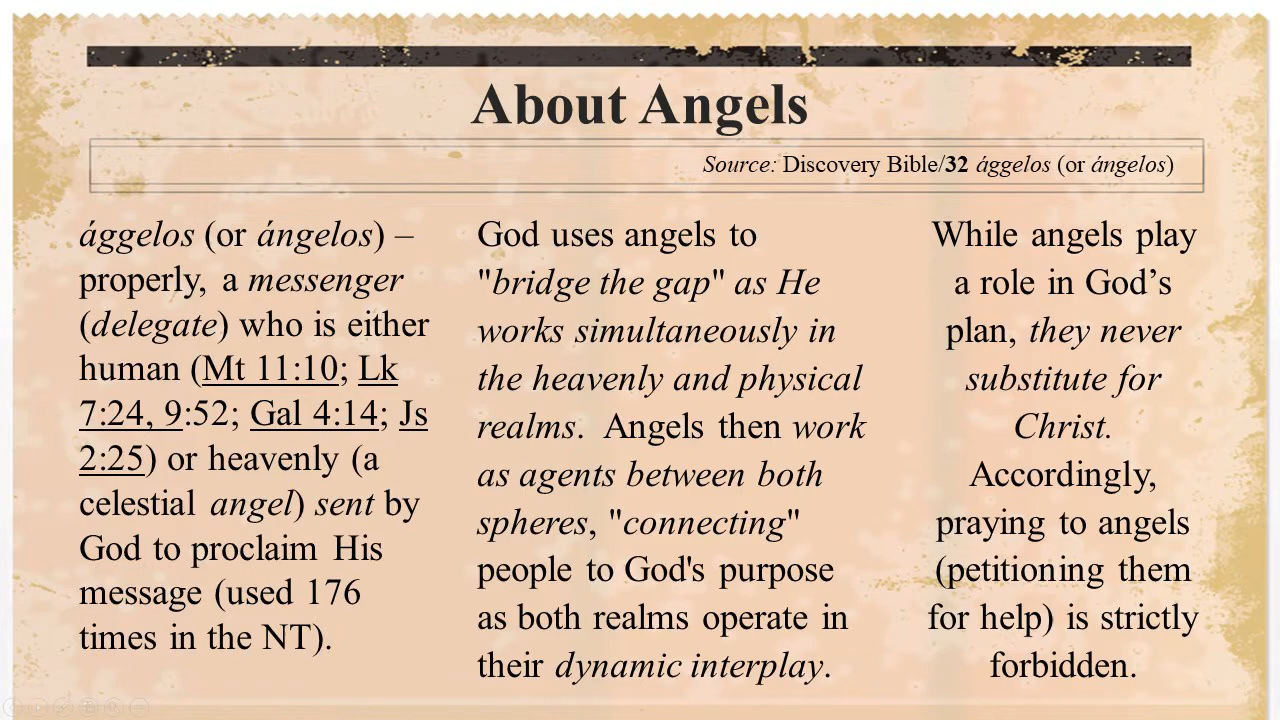 About Angels
Source: Discovery Bible/32 ággelos (or ángelos)
ággelos (or ángelos) –
properly, a messenger
(delegate) who is either
human (Mt 11:10; Lk
7:24, 9:52; Gal 4:14; Js
2:25) or heavenly (a
celestial angel) sent by
God to proclaim His
message (used 176
times in the NT).
God uses angels to
"bridge the gap" as He
works simultaneously in
the heavenly and physical
realms. Angels then work
as agents between both
spheres, "connecting"
people to God's purpose
as both realms operate in
their dynamic interplay.
While angels play
a role in God’s
plan, they never
substitute for
Christ.
Accordingly,
praying to angels
(petitioning them
for help) is strictly
forbidden.